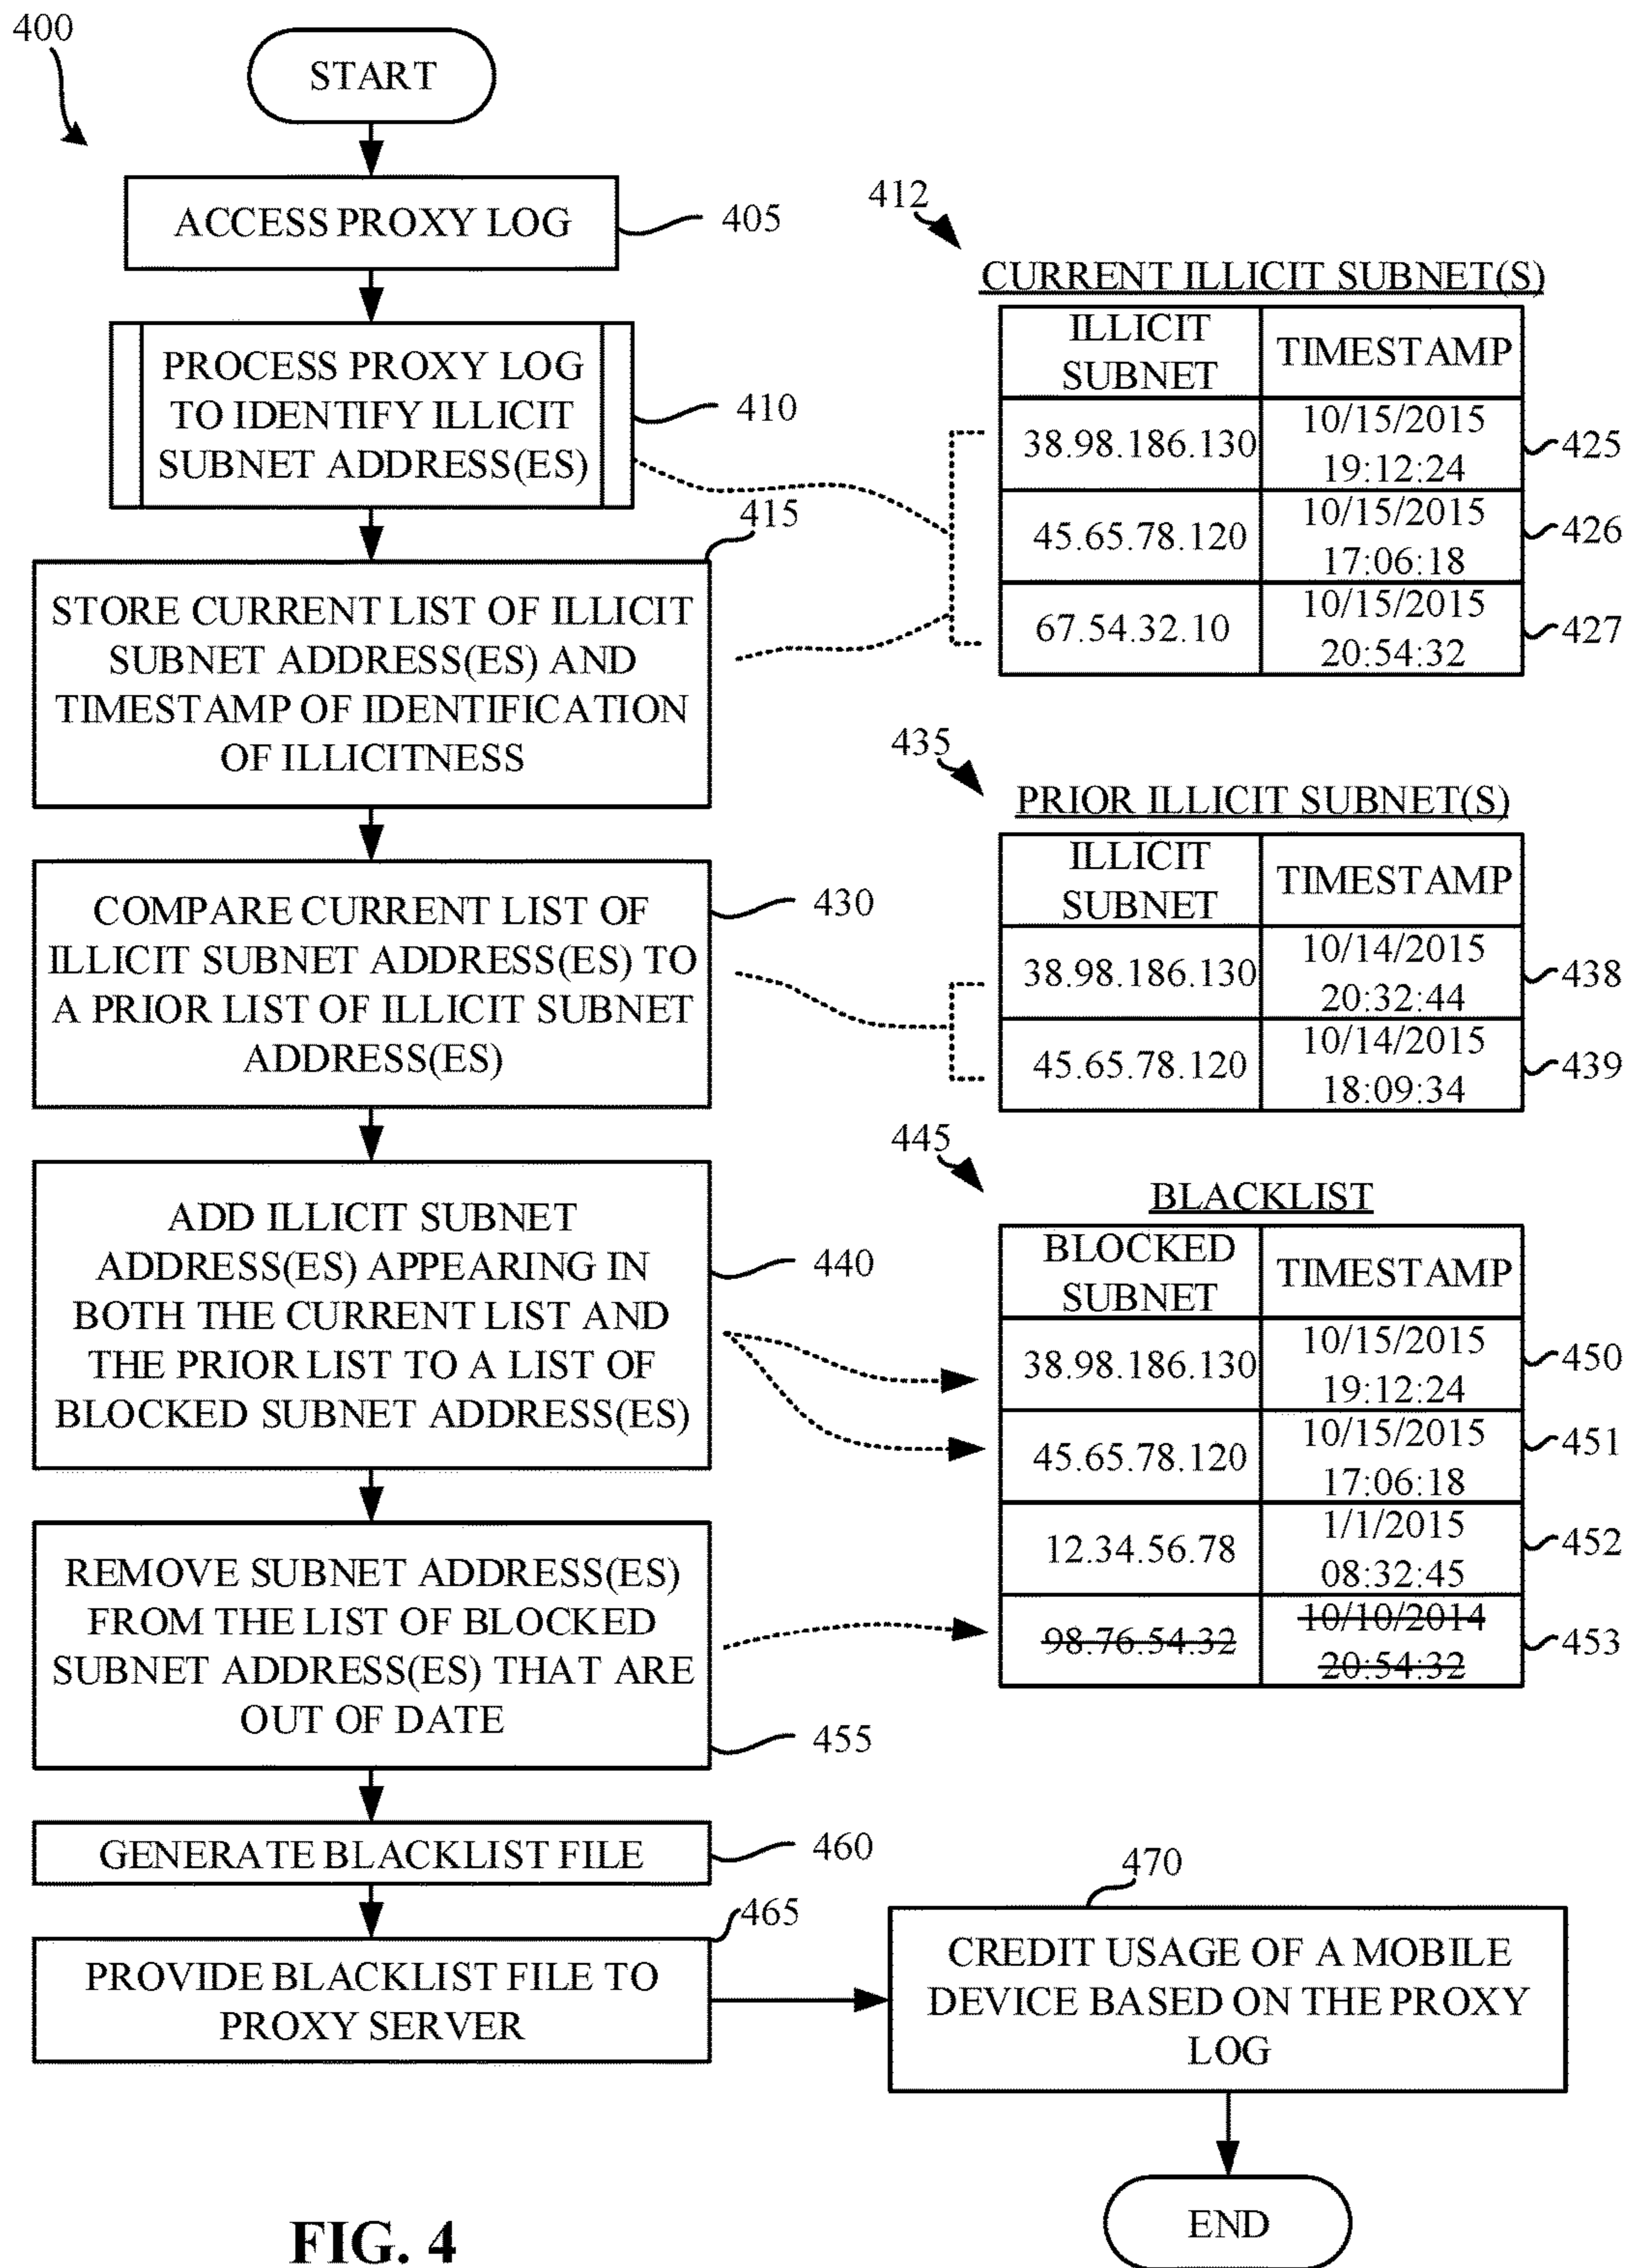 400
START
ACCESS PROXY LOG
405
PROCESS PROXY LOG
TO IDENTIFY ILLICIT
SUBNET ADDRESS(ES)
410
415
STORE CURRENT LIST OF ILLICIT
SUBNET ADDRESS(ES) AND
TIMESTAMP OF IDENTIFICATION
OF ILLICITNESS
COMPARE CURRENT LIST OF
ILLICIT SUBNET ADDRESS(ES) TO
A PRIOR LIST OF ILLICIT SUBNET
ADDRESS(ES)
430
ADD ILLICIT SUBNET
ADDRESS(ES) APPEARING IN
BOTH THE CURRENT LIST AND
THE PRIOR LIST TO A LIST OF
BLOCKED SUBNET ADDRESS(ES)
440
REMOVE SUBNET ADDRESS(ES)
FROM THE LIST OF BLOCKED
SUBNET ADDRESS(ES) THAT ARE
OUT OF DATE
455
GENERATE BLACKLIST FILE
460
465
PROVIDE BLACKLIST FILE TO
PROXY SERVER
470
CREDIT USAGE OF A MOBILE
DEVICE BASED ON THE PROXY
LOG
END
412
CURRENT ILLICIT SUBNET(S)
ILLICIT
SUBNET
TIMESTAMP
38.98.186.130
10/15/2015
19:12:24
425
45.65.78.120
10/15/2015
17:06:18
426
67.54.32.10
10/15/2015
20:54:32
427
435
PRIOR ILLICIT SUBNET(S)
ILLICIT
SUBNET
TIMESTAMP
38.98.186.130
10/14/2015
20:32:44
438
45.65.78.120
10/14/2015
18:09:34
439
445
BLACKLIST
BLOCKED
SUBNET
TIMESTAMP
38.98.186.130
10/15/2015
19:12:24
450
45.65.78.120
10/15/2015
17:06:18
451
12.34.56.78
1/1/2015
08:32:45
452
98.76.54.32
10/10/2014
20:54:32
453
FIG. 4